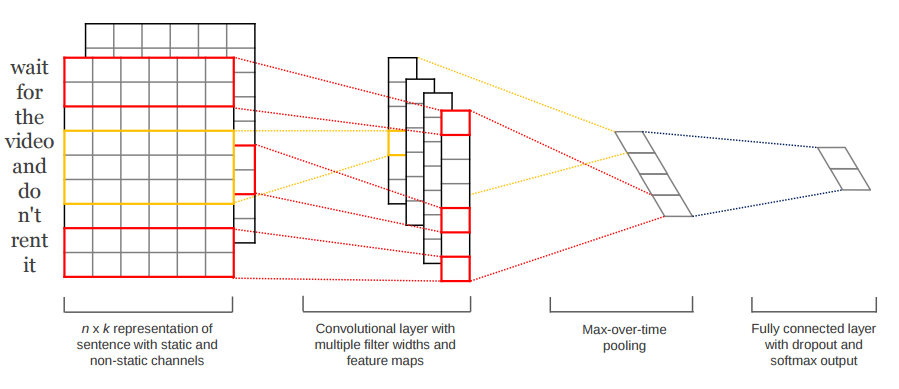 wait
for
the
video
and
do
n't
rent
it
n x k representation of
sentence with static and
non-static channels
Convolutional layer with
multiple filter widths and
feature maps
Max-over-time
pooling
Fully connected layer
with dropout and
softmax output